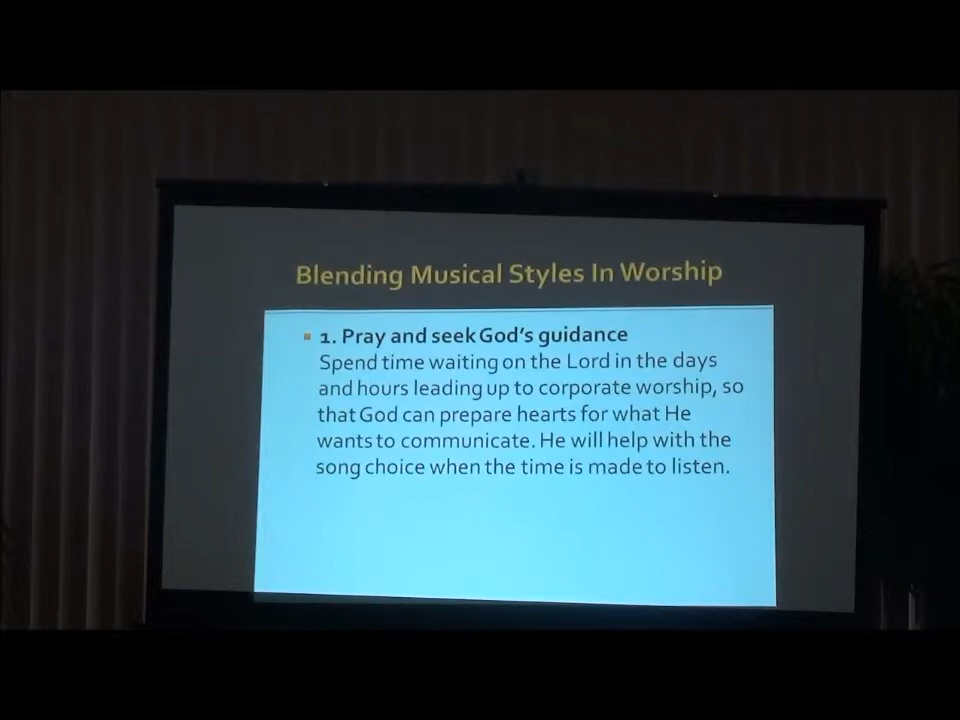 Blending Musical Styles In Worship
1. Pray and seek God's guidance
Spend time waiting on the Lord in the days
and hours leading up to corporate worship, so
that God can prepare hearts for what He
wants to communicate. He will help with the
song choice when the time is made to listen.